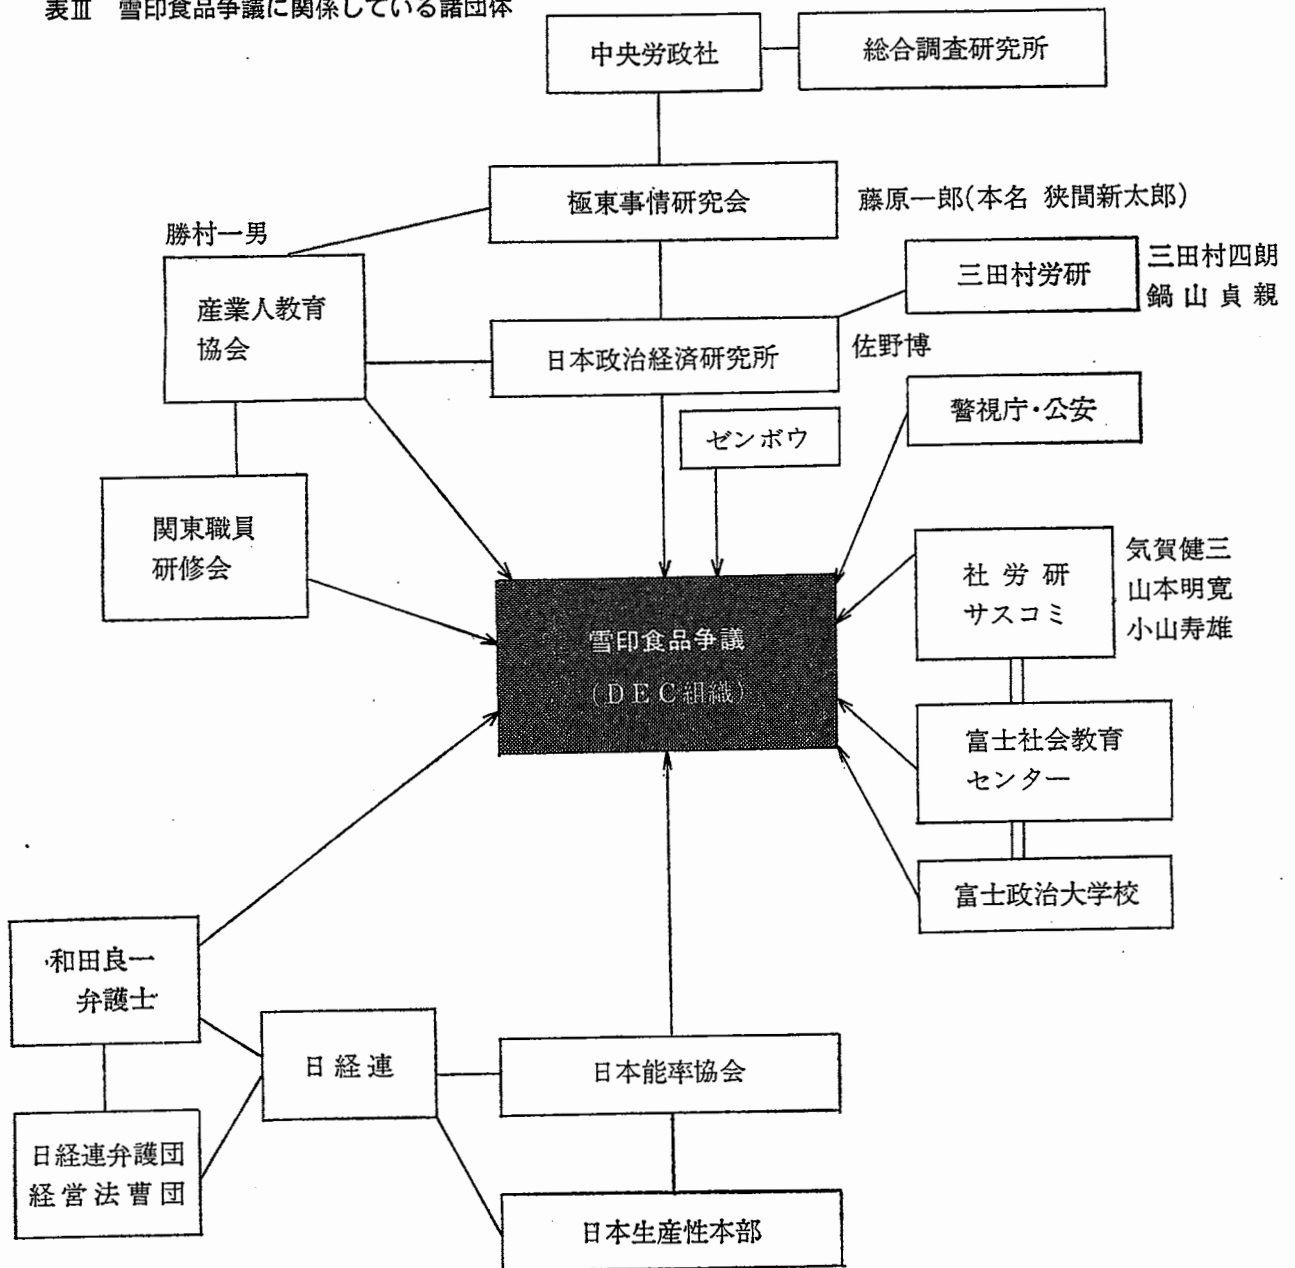 表Ⅲ 雪印食品争議に関係している諸団体
中央労政社
総合調査研究所
極東事情研究会
藤原一郎(本名 狭間新太郎)
勝村一男
産業人教育
協会
三田村労研
三田村四朗
鍋山貞親
日本政治経済研究所
佐野博
ゼンボウ
警視庁・公安
関東職員
研修会
雪印食品争議
(DEC組織)
社労研
サスコミ
気賀健三
山本明寛
小山寿雄
富士社会教育
センター
富士政治大学校
和田良一
弁護士
日経連
日本能率協会
日経連弁護団
経営法曹団
日本生産性本部